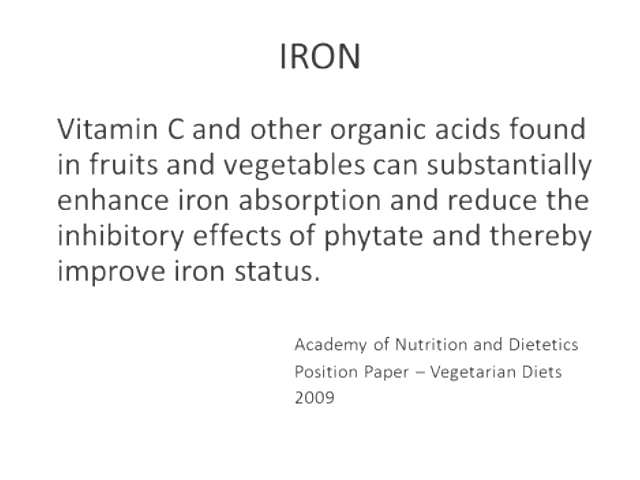 IRON
Vitamin C and other organic acids found
in fruits and vegetables can substantially
enhance iron absorption and reduce the
inhibitory effects of phytate and thereby
improve iron status.
Academy of Nutrition and Dietetics
Position Paper – Vegetarian Diets
2009